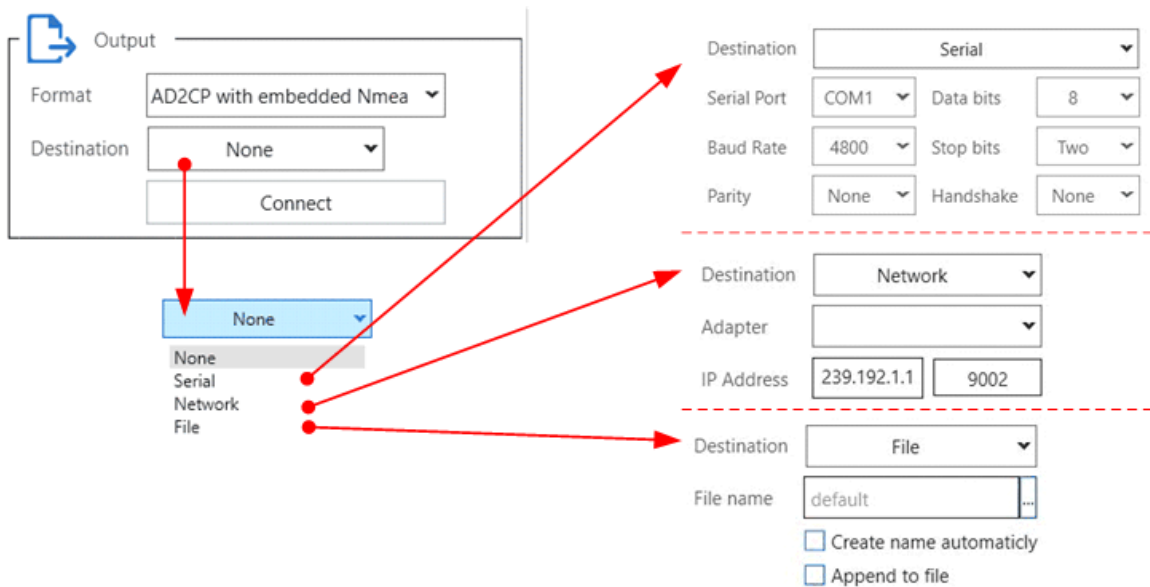 Output
Format AD2CP with embedded Nmea
Destination None
Connect
None
None
Serial
Network
File
Destination Serial
Serial Port COM1 Data bits 8
Baud Rate 4800 Stop bits Two
Parity None Handshake None
Destination Network
Adapter
IP Address 239.192.1.1 9002
Destination File
File name default ...
Create name automaticly
Append to file